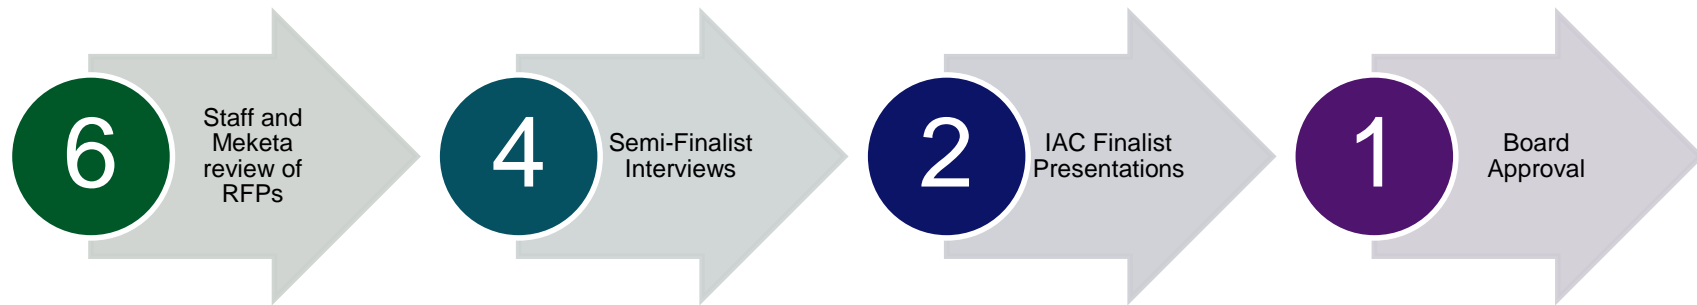 6
Staff and
Meketa
review of
RFPs
4
Semi-Finalist
Interviews
2
IAC Finalist
Presentations
1
Board
Approval